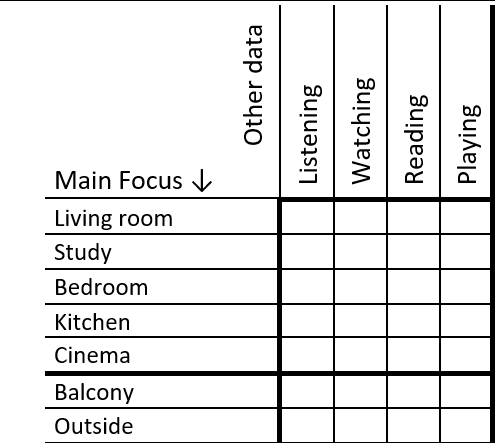 Other data
Listening
Watching
Reading
Playing
Main Focus ↓
Living room
Study
Bedroom
Kitchen
Cinema
Balcony
Outside